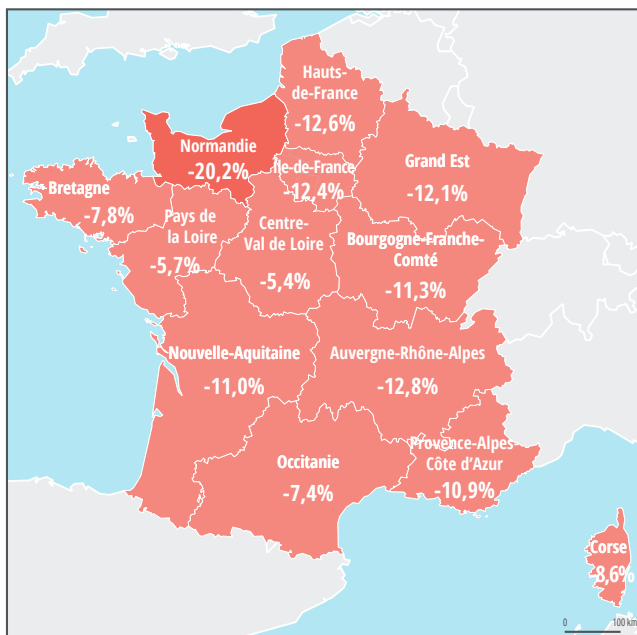 Hauts-
de-France
-12,6%
Normandie
-20,2%
Île-de-France
-12,4%
Grand Est
-12,1%
Bretagne
-7,8%
Pays de
la Loire
-5,7%
Centre-
Val de Loire
-5,4%
Bourgogne-Franche-
Comté
-11,3%
Nouvelle-Aquitaine
-11,0%
Auvergne-Rhône-Alpes
-12,8%
Occitanie
-7,4%
Provence-Alpes-
Côte d’Azur
-10,9%
Corse
-8,6%
0 100 km